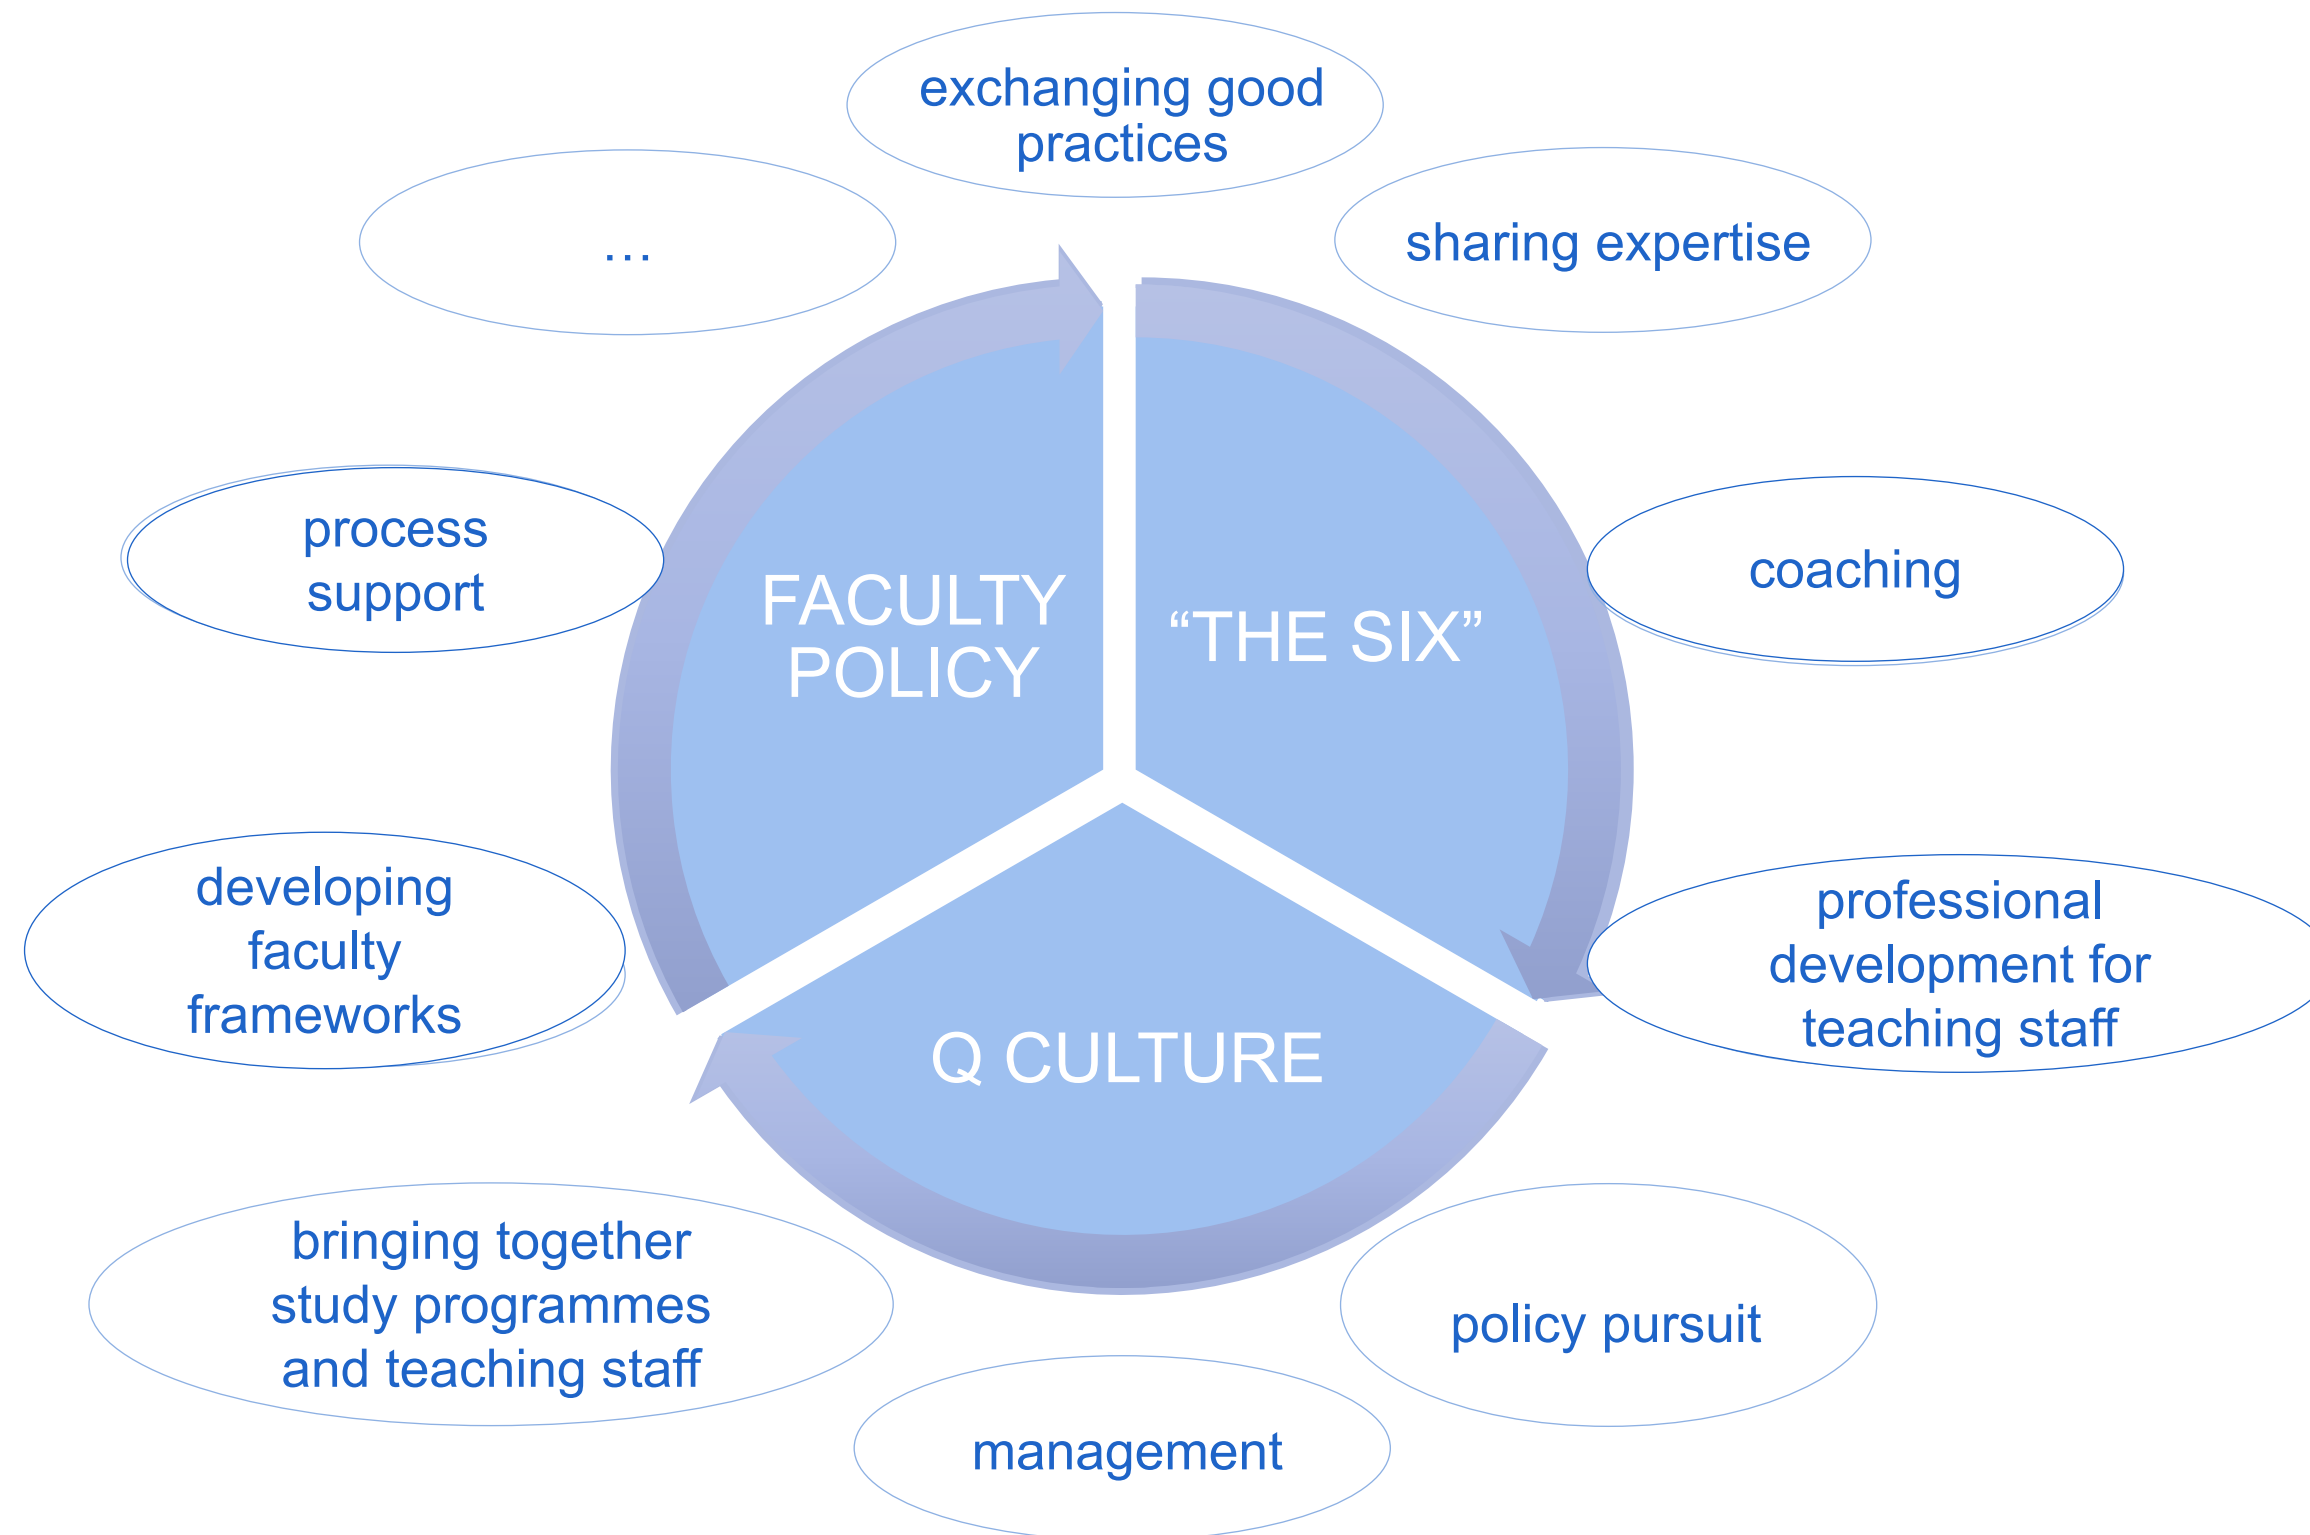 exchanging good
practices
…
sharing expertise
process
support
coaching
FACULTY
POLICY
“THE SIX”
developing
faculty
frameworks
professional
development for
teaching staff
Q CULTURE
bringing together
study programmes
and teaching staff
policy pursuit
management